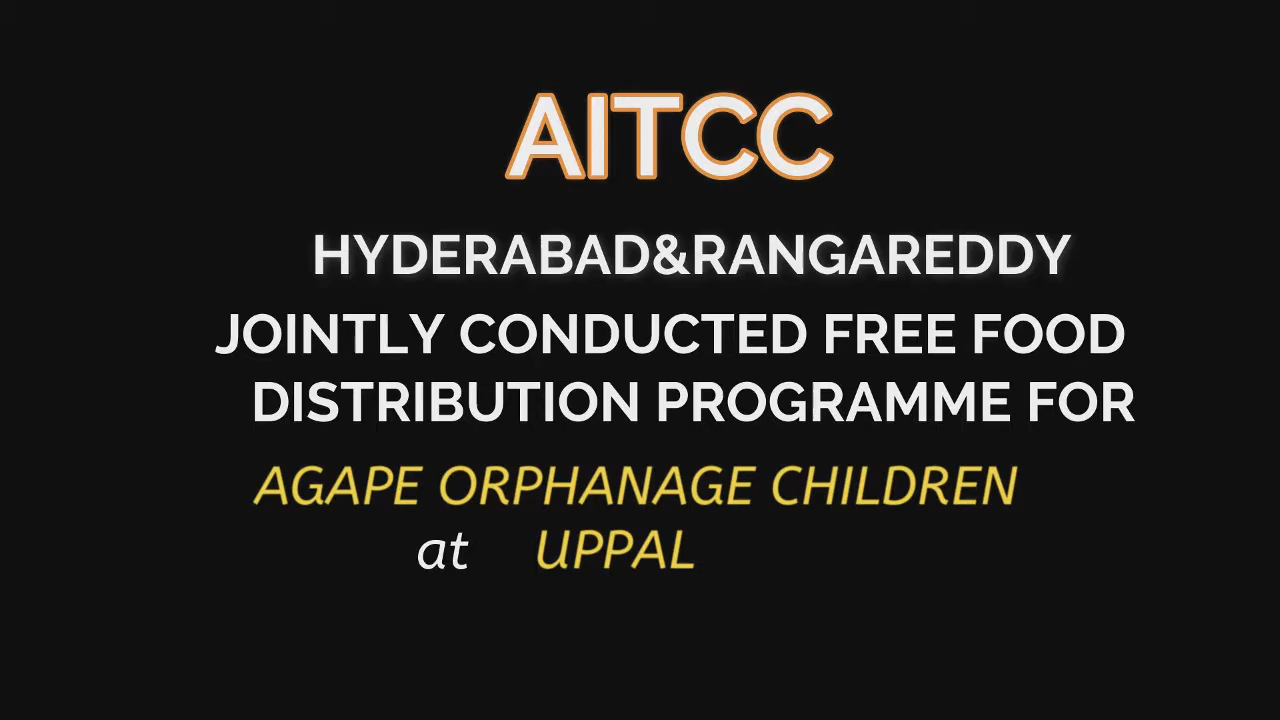 AITCC
HYDERABAD&RANGAREDDY
JOINTLY CONDUCTED FREE FOOD
DISTRIBUTION PROGRAMME FOR
AGAPE ORPHANAGE CHILDREN
at UPPAL